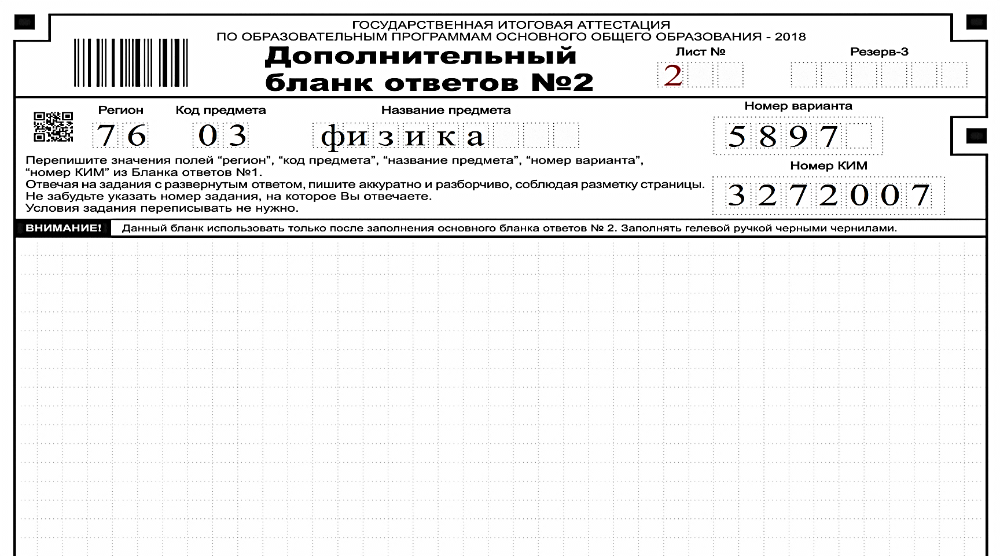 ГОСУДАРСТВЕННАЯ ИТОГОВАЯ АТТЕСТАЦИЯ
ПО ОБРАЗОВАТЕЛЬНЫМ ПРОГРАММАМ ОСНОВНОГО ОБЩЕГО ОБРАЗОВАНИЯ - 2018
Дополнительный
бланк ответов №2
Лист №
2
Резерв-3
Регион
76
Код предмета
03
Название предмета
физика
Номер варианта
5897
Перепишите значения полей “регион”, “код предмета”, “название предмета”, “номер варианта”,
“номер КИМ” из Бланка ответов №1.
Отвечая на задания с развернутым ответом, пишите аккуратно и разборчиво, соблюдая разметку страницы.
Не забудьте указать номер задания, на которое Вы отвечаете.
Условия задания переписывать не нужно.
Номер КИМ
3272007
ВНИМАНИЕ!
Данный бланк использовать только после заполнения основного бланка ответов № 2. Заполнять гелевой ручкой черными чернилами.